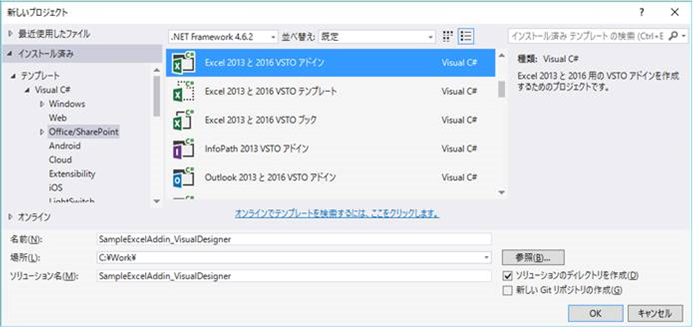 新しいプロジェクト
? ×
▷ 最近使用したファイル
.NET Framework 4.6.2 並べ替え: 既定
インストール済み テンプレートの検索 (Ctrl+E
インストール済み
テンプレート
Visual C#
Windows
Web
Office/SharePoint
Android
Cloud
Extensibility
iOS
LightSwitch
オンライン
Excel 2013 と 2016 VSTO アドイン Visual C#
Excel 2013 と 2016 VSTO テンプレート Visual C#
Excel 2013 と 2016 VSTO ブック Visual C#
InfoPath 2013 VSTO アドイン Visual C#
Outlook 2013 と 2016 VSTO アドイン Visual C#
オンラインでテンプレートを検索するには、ここをクリックします。
種類: Visual C#
Excel 2013 と 2016 用の VSTO アドインを作成
するためのプロジェクトです。
名前(N): SampleExcelAddin_VisualDesigner
場所(L): C:¥Work¥ 参照(B)...
ソリューション名(M): SampleExcelAddin_VisualDesigner
ソリューションのディレクトリを作成(D)
新しい Git リポジトリの作成(G)
OK キャンセル